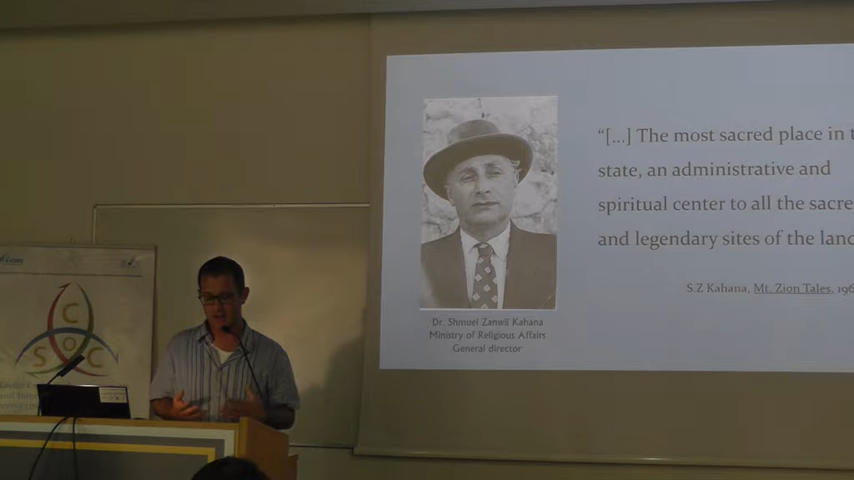 "[...] The most sacred place in t
state, an administrative and
spiritual center to all the sacre
and legendary sites of the land
S.Z Kahana, Mt. Zion Tales, 196
Dr. Shmuel Zanwil Kahana
Ministry of Religious Affairs
General director
C
S O C